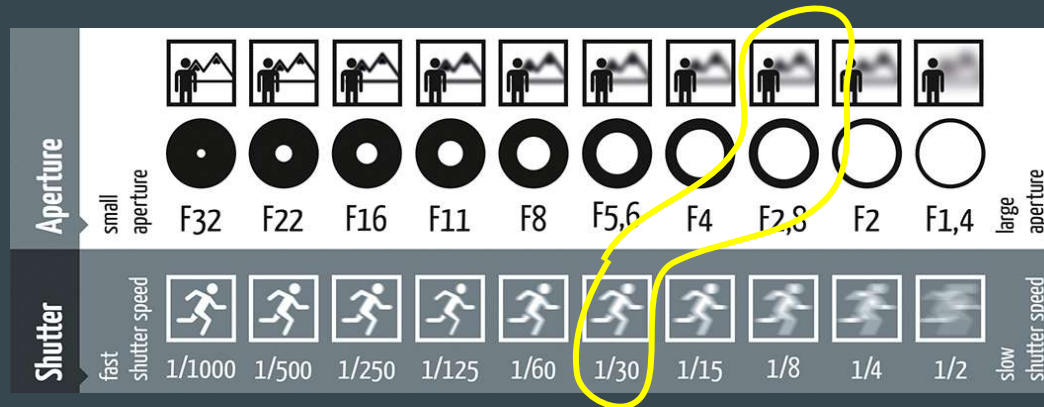 Aperture
small
aperture
F32 F22 F16 F11 F8 F5,6 F4 F2,8 F2 F1,4
large
aperture
Shutter
fast
shutter speed
1/1000 1/500 1/250 1/125 1/60 1/30 1/15 1/8 1/4 1/2
slow
shutter speed